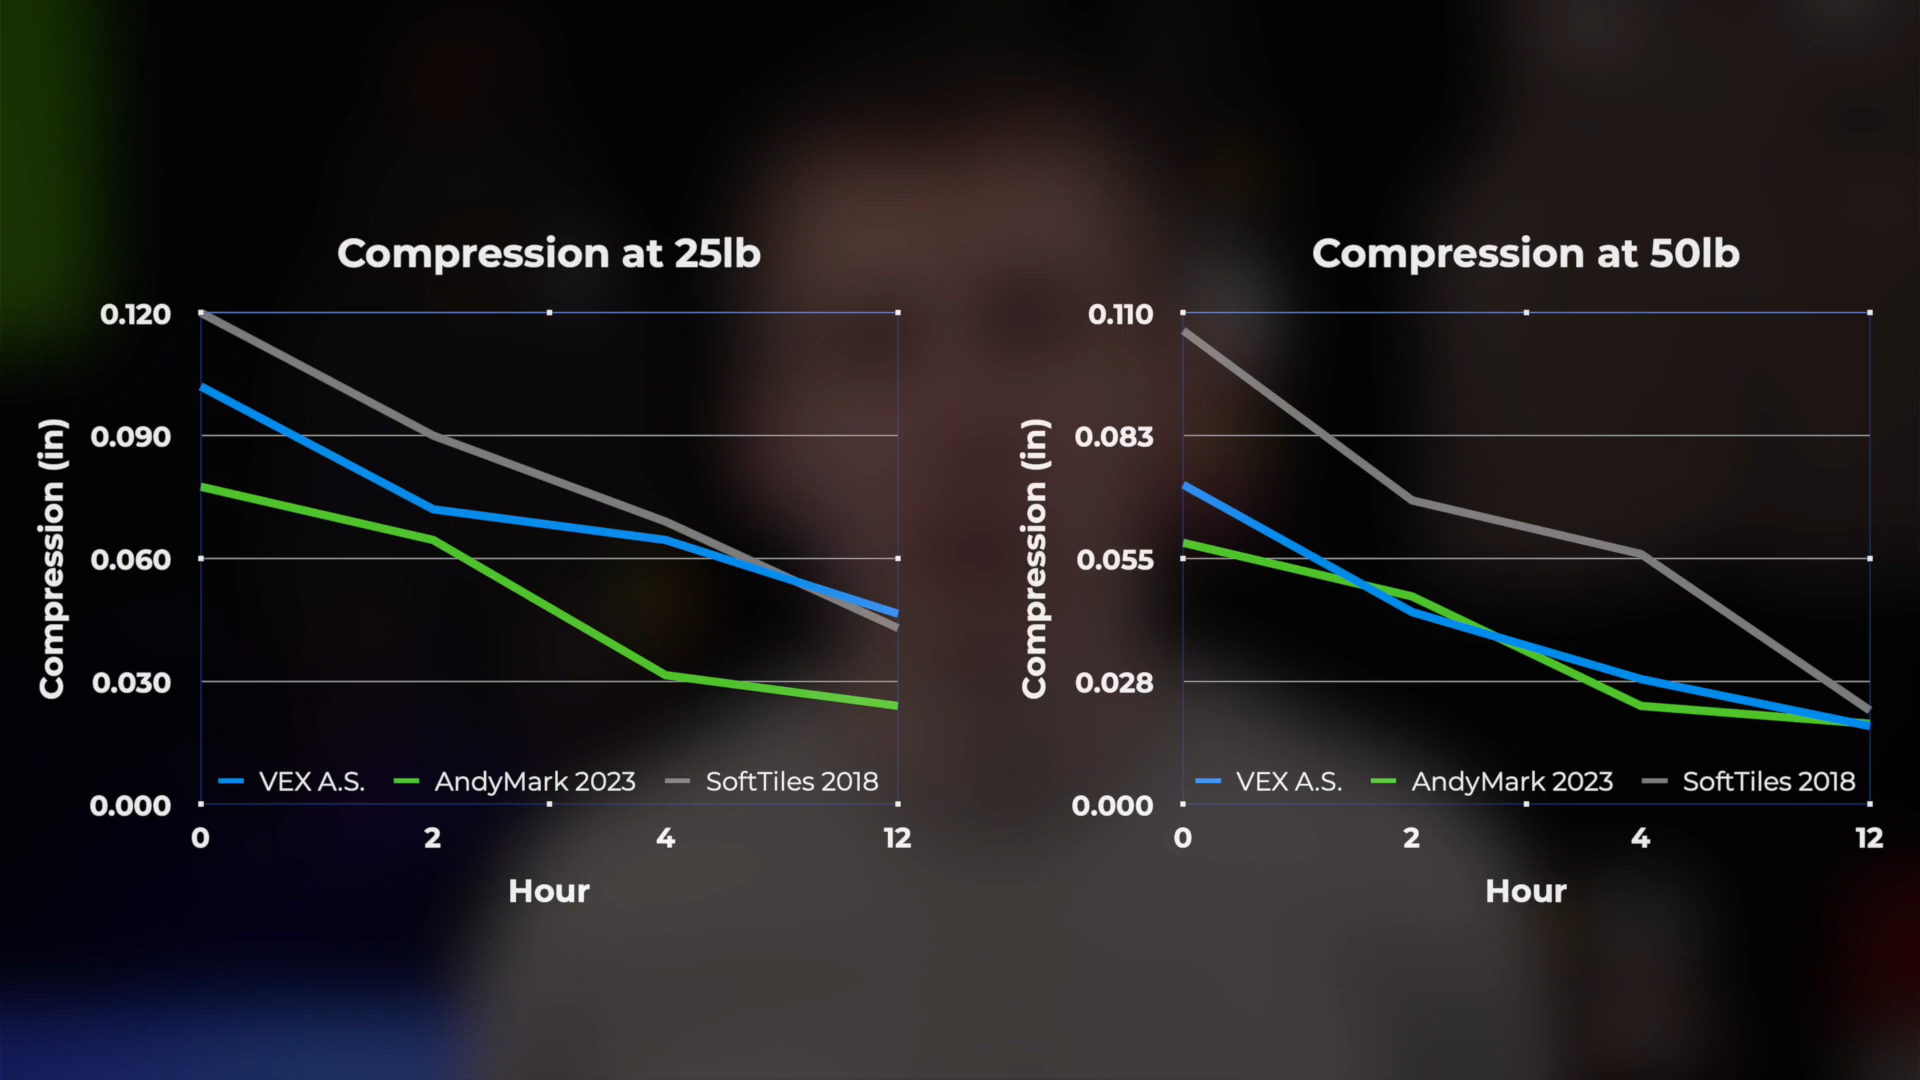 Compression at 25lb
0.120
0.090
0.060
0.030
0.000
Compression (in)
VEX A.S. AndyMark 2023 SoftTiles 2018
0 2 4 12
Hour
Compression at 50lb
0.110
0.083
0.055
0.028
0.000
Compression (in)
VEX A.S. AndyMark 2023 SoftTiles 2018
0 2 4 12
Hour